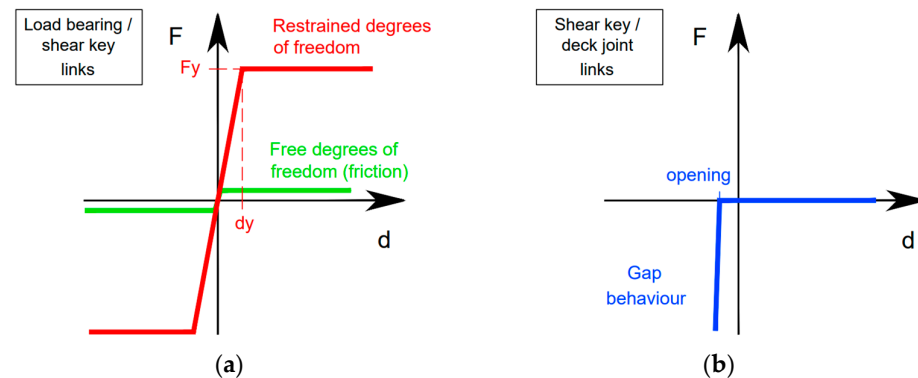 Load bearing /
shear key
links
F
Restrained degrees
of freedom
Fy
Free degrees of
freedom (friction)
dy
d
(a)
Shear key /
deck joint
links
F
opening
d
Gap
behaviour
(b)